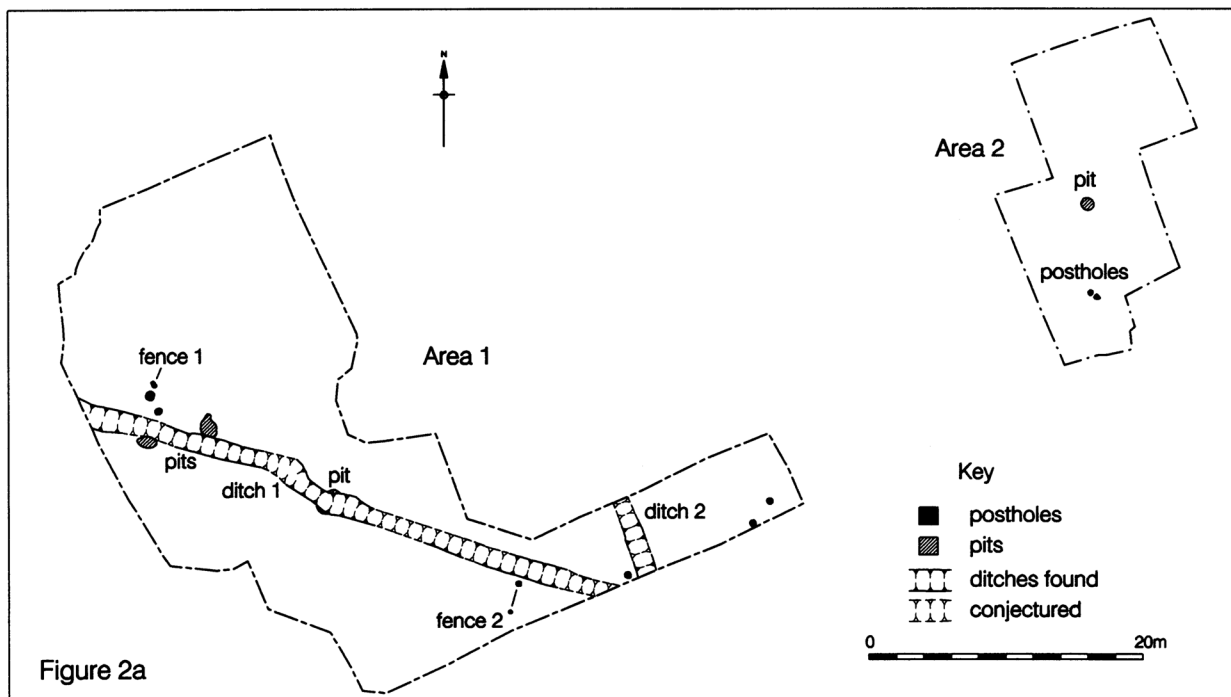 N
Area 2
pit
postholes
fence 1
Area 1
pits
ditch 1
pit
ditch 2
fence 2
Key
postholes
pits
ditches found
conjectured
0 20m
Figure 2a